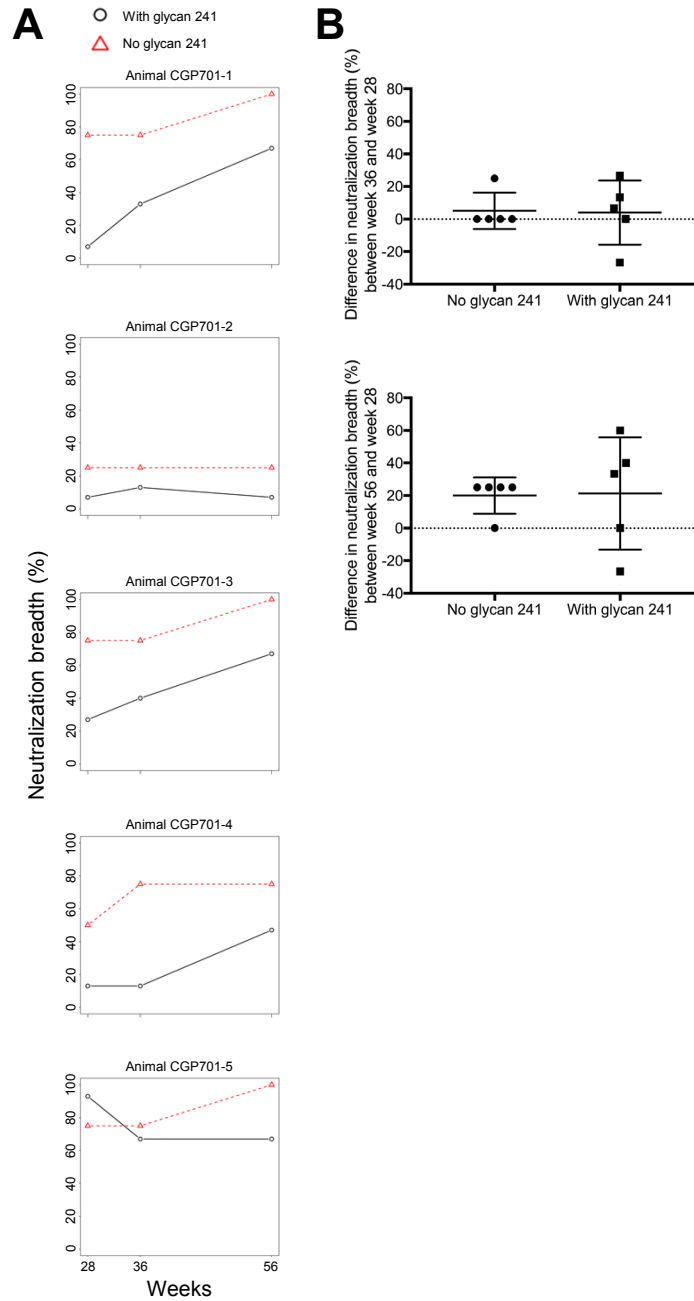 A
With glycan 241
No glycan 241
Neutralization breadth (%)
Animal CGP701-1
100
80
60
40
20
0
Animal CGP701-2
100
80
60
40
20
0
Animal CGP701-3
100
80
60
40
20
0
Animal CGP701-4
100
80
60
40
20
0
Animal CGP701-5
100
80
60
40
20
0
28 36 56
Weeks
B
Difference in neutralization breadth (%)
between week 36 and week 28
80
60
40
20
0
-20
-40
No glycan 241 With glycan 241
Difference in neutralization breadth (%)
between week 56 and week 28
80
60
40
20
0
-20
-40
No glycan 241 With glycan 241